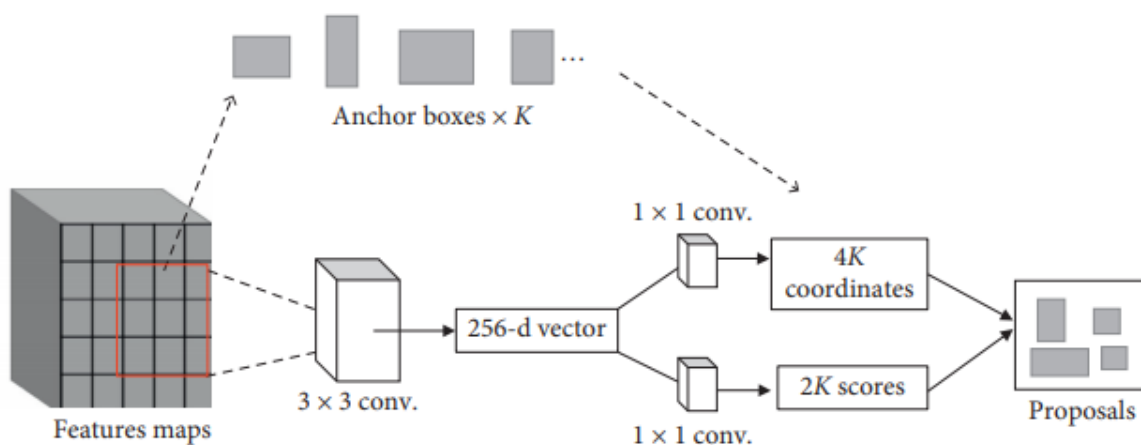 ...
Anchor boxes × K
1 × 1 conv.
4K
coordinates
256-d vector
3 × 3 conv.
2K scores
Features maps
1 × 1 conv.
Proposals